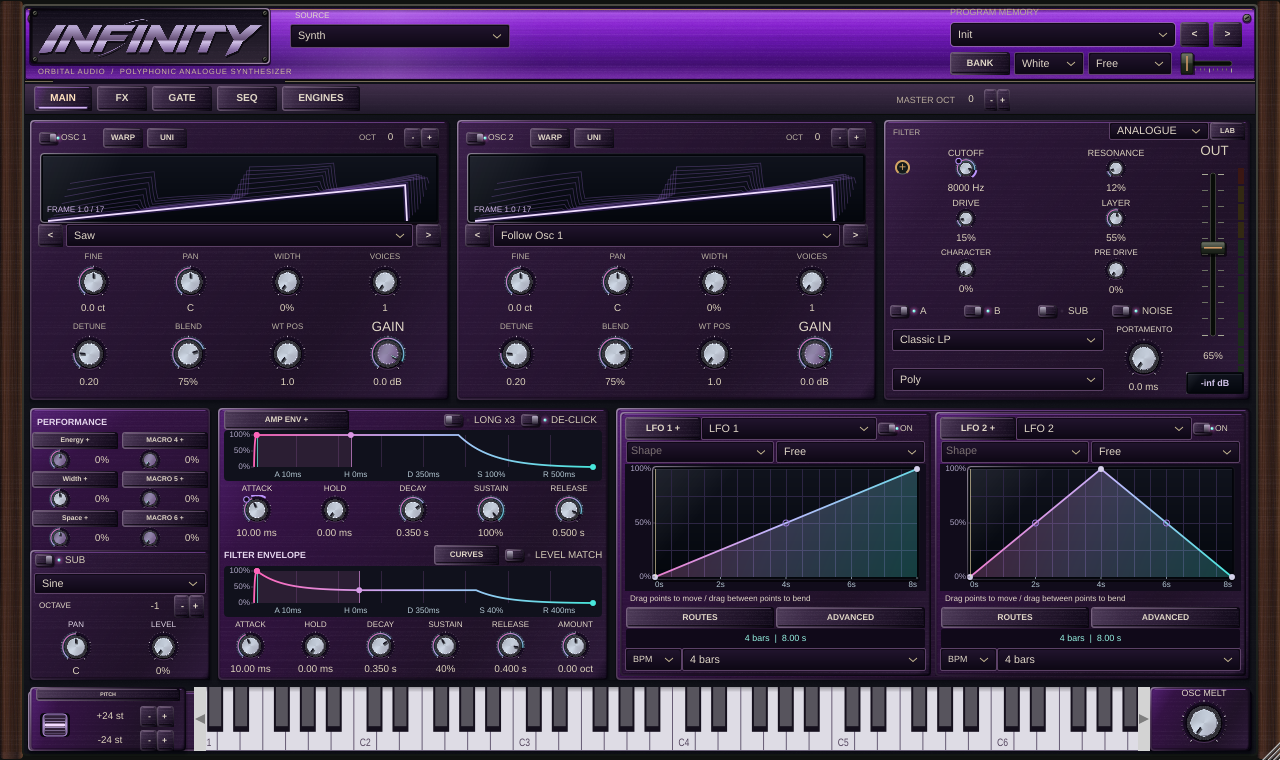 INFINITY
ORBITAL AUDIO / POLYPHONIC ANALOGUE SYNTHESIZER
SOURCE
Synth
PROGRAM MEMORY
Init
< >
BANK White Free
MAIN FX GATE SEQ ENGINES
MASTER OCT 0 - +
OSC 1 WARP UNI OCT 0 - +
FRAME 1.0 / 17
< Saw >
FINE PAN WIDTH VOICES
0.0 ct C 0% 1
DETUNE BLEND WT POS GAIN
0.20 75% 1.0 0.0 dB
OSC 2 WARP UNI OCT 0 - +
FRAME 1.0 / 17
< Follow Osc 1 >
FINE PAN WIDTH VOICES
0.0 ct C 0% 1
DETUNE BLEND WT POS GAIN
0.20 75% 1.0 0.0 dB
FILTER ANALOGUE LAB
CUTOFF RESONANCE OUT
8000 Hz 12%
DRIVE LAYER
15% 55%
CHARACTER PRE DRIVE
0% 0%
A B SUB NOISE
Classic LP
PORTAMENTO
Poly
0.0 ms
65%
-inf dB
PERFORMANCE
Energy + MACRO 4 +
0% 0%
Width + MACRO 5 +
0% 0%
Space + MACRO 6 +
0% 0%
SUB
Sine
OCTAVE -1 - +
PAN LEVEL
C 0%
AMP ENV + LONG x3 DE-CLICK
100%
50%
0%
A 10ms H 0ms D 350ms S 100% R 500ms
ATTACK HOLD DECAY SUSTAIN RELEASE
10.00 ms 0.00 ms 0.350 s 100% 0.500 s
FILTER ENVELOPE CURVES LEVEL MATCH
100%
50%
0%
A 10ms H 0ms D 350ms S 40% R 400ms
ATTACK HOLD DECAY SUSTAIN RELEASE AMOUNT
10.00 ms 0.00 ms 0.350 s 40% 0.400 s 0.00 oct
LFO 1 + LFO 1 ON
Shape Free
100%
50%
0%
0s 2s 4s 6s 8s
Drag points to move / drag between points to bend
ROUTES ADVANCED
4 bars | 8.00 s
BPM 4 bars
LFO 2 + LFO 2 ON
Shape Free
100%
50%
0%
0s 2s 4s 6s 8s
Drag points to move / drag between points to bend
ROUTES ADVANCED
4 bars | 8.00 s
BPM 4 bars
PITCH
+24 st - +
-24 st - +
1 C2 C3 C4 C5 C6
OSC MELT